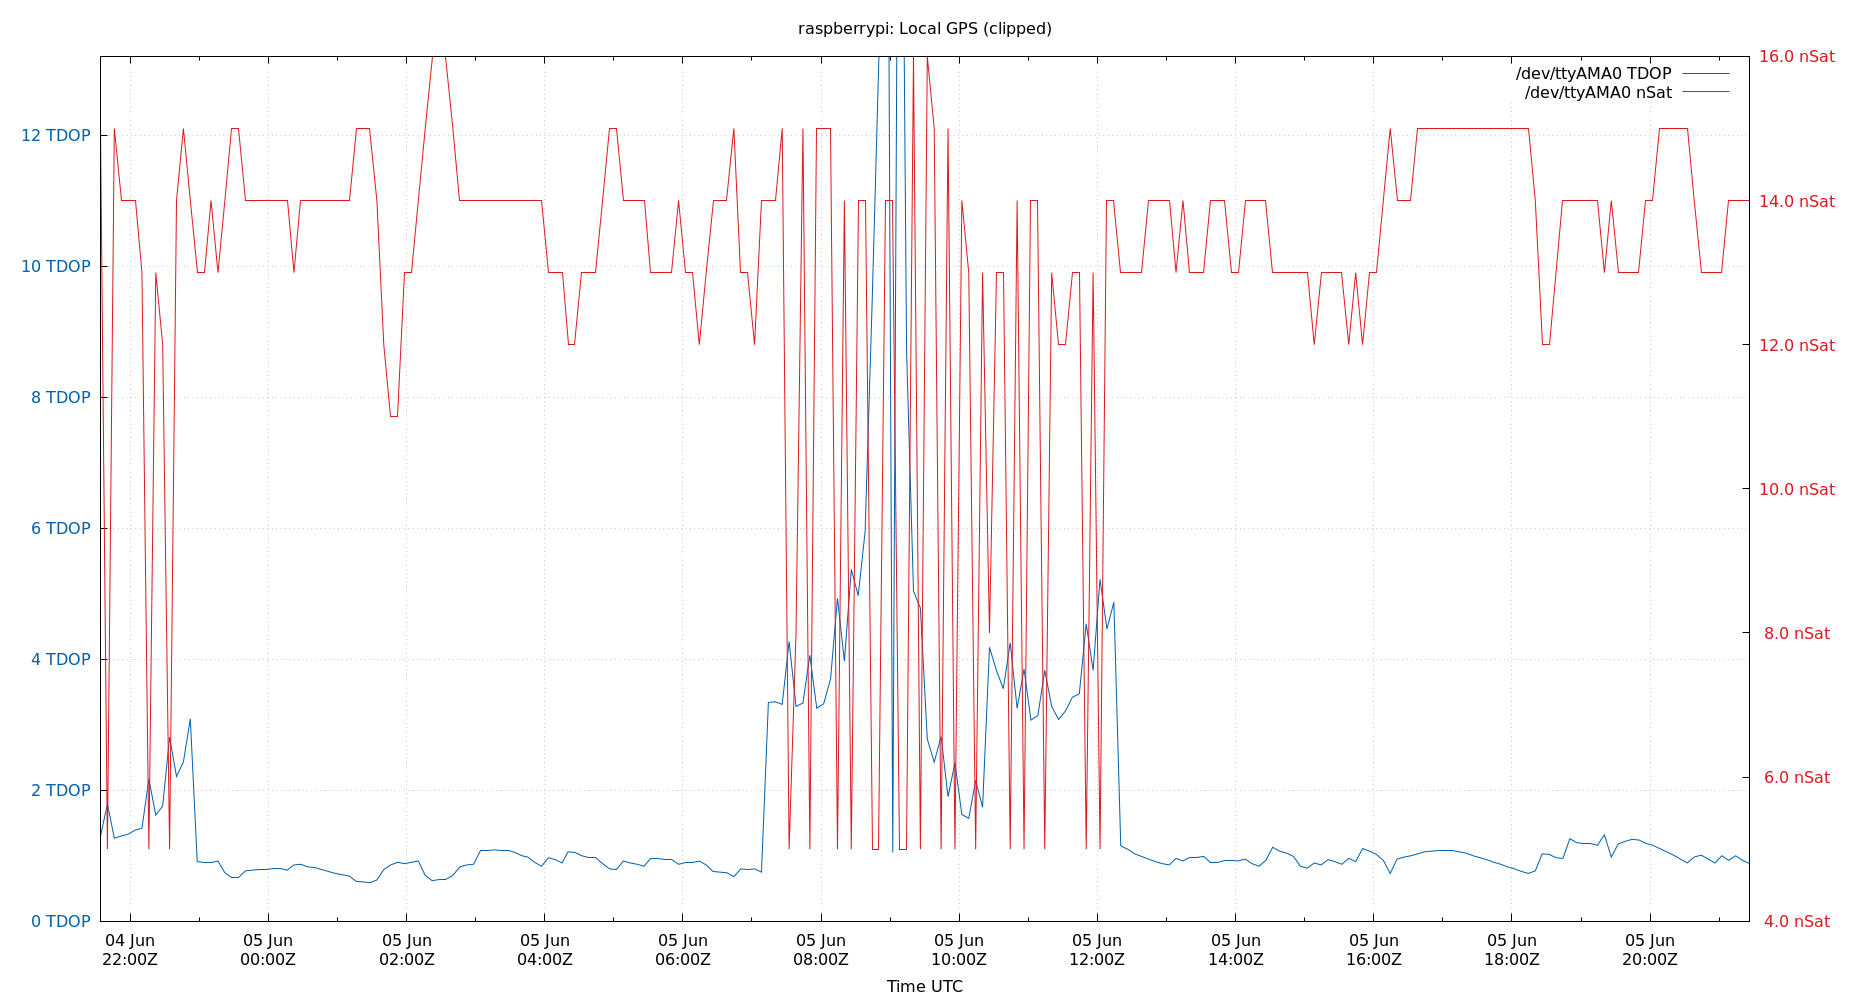 raspberrypi: Local GPS (clipped)
/dev/ttyAMA0 TDOP
/dev/ttyAMA0 nSat
12 TDOP
10 TDOP
8 TDOP
6 TDOP
4 TDOP
2 TDOP
0 TDOP
16.0 nSat
14.0 nSat
12.0 nSat
10.0 nSat
8.0 nSat
6.0 nSat
4.0 nSat
04 Jun
22:00Z
05 Jun
00:00Z
05 Jun
02:00Z
05 Jun
04:00Z
05 Jun
06:00Z
05 Jun
08:00Z
05 Jun
10:00Z
05 Jun
12:00Z
05 Jun
14:00Z
05 Jun
16:00Z
05 Jun
18:00Z
05 Jun
20:00Z
Time UTC